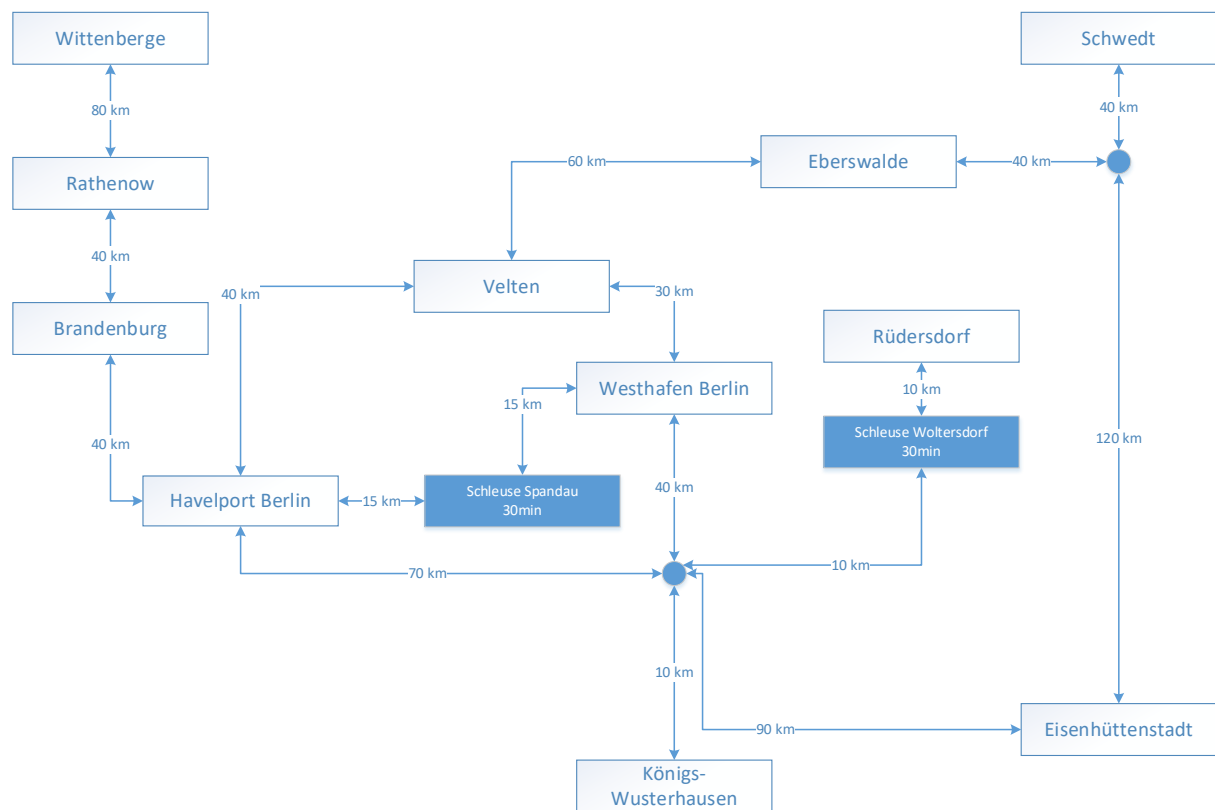 Wittenberge
Schwedt
80 km
40 km
60 km
Eberswalde
40 km
Rathenow
40 km
Velten
40 km
30 km
Brandenburg
Rüdersdorf
Westhafen Berlin
10 km
15 km
Schleuse Woltersdorf
30min
40 km
120 km
Havelport Berlin
15 km
Schleuse Spandau
30min
40 km
70 km
10 km
10 km
90 km
Eisenhüttenstadt
Königs-
Wusterhausen